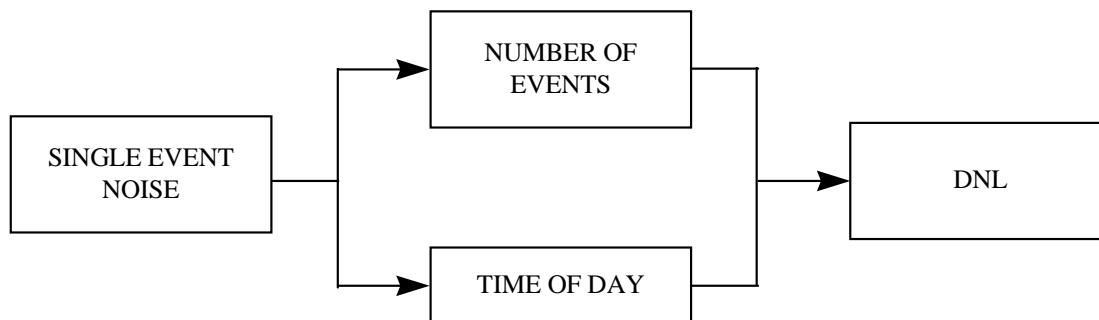 SINGLE EVENT
NOISE
NUMBER OF
EVENTS
TIME OF DAY
DNL